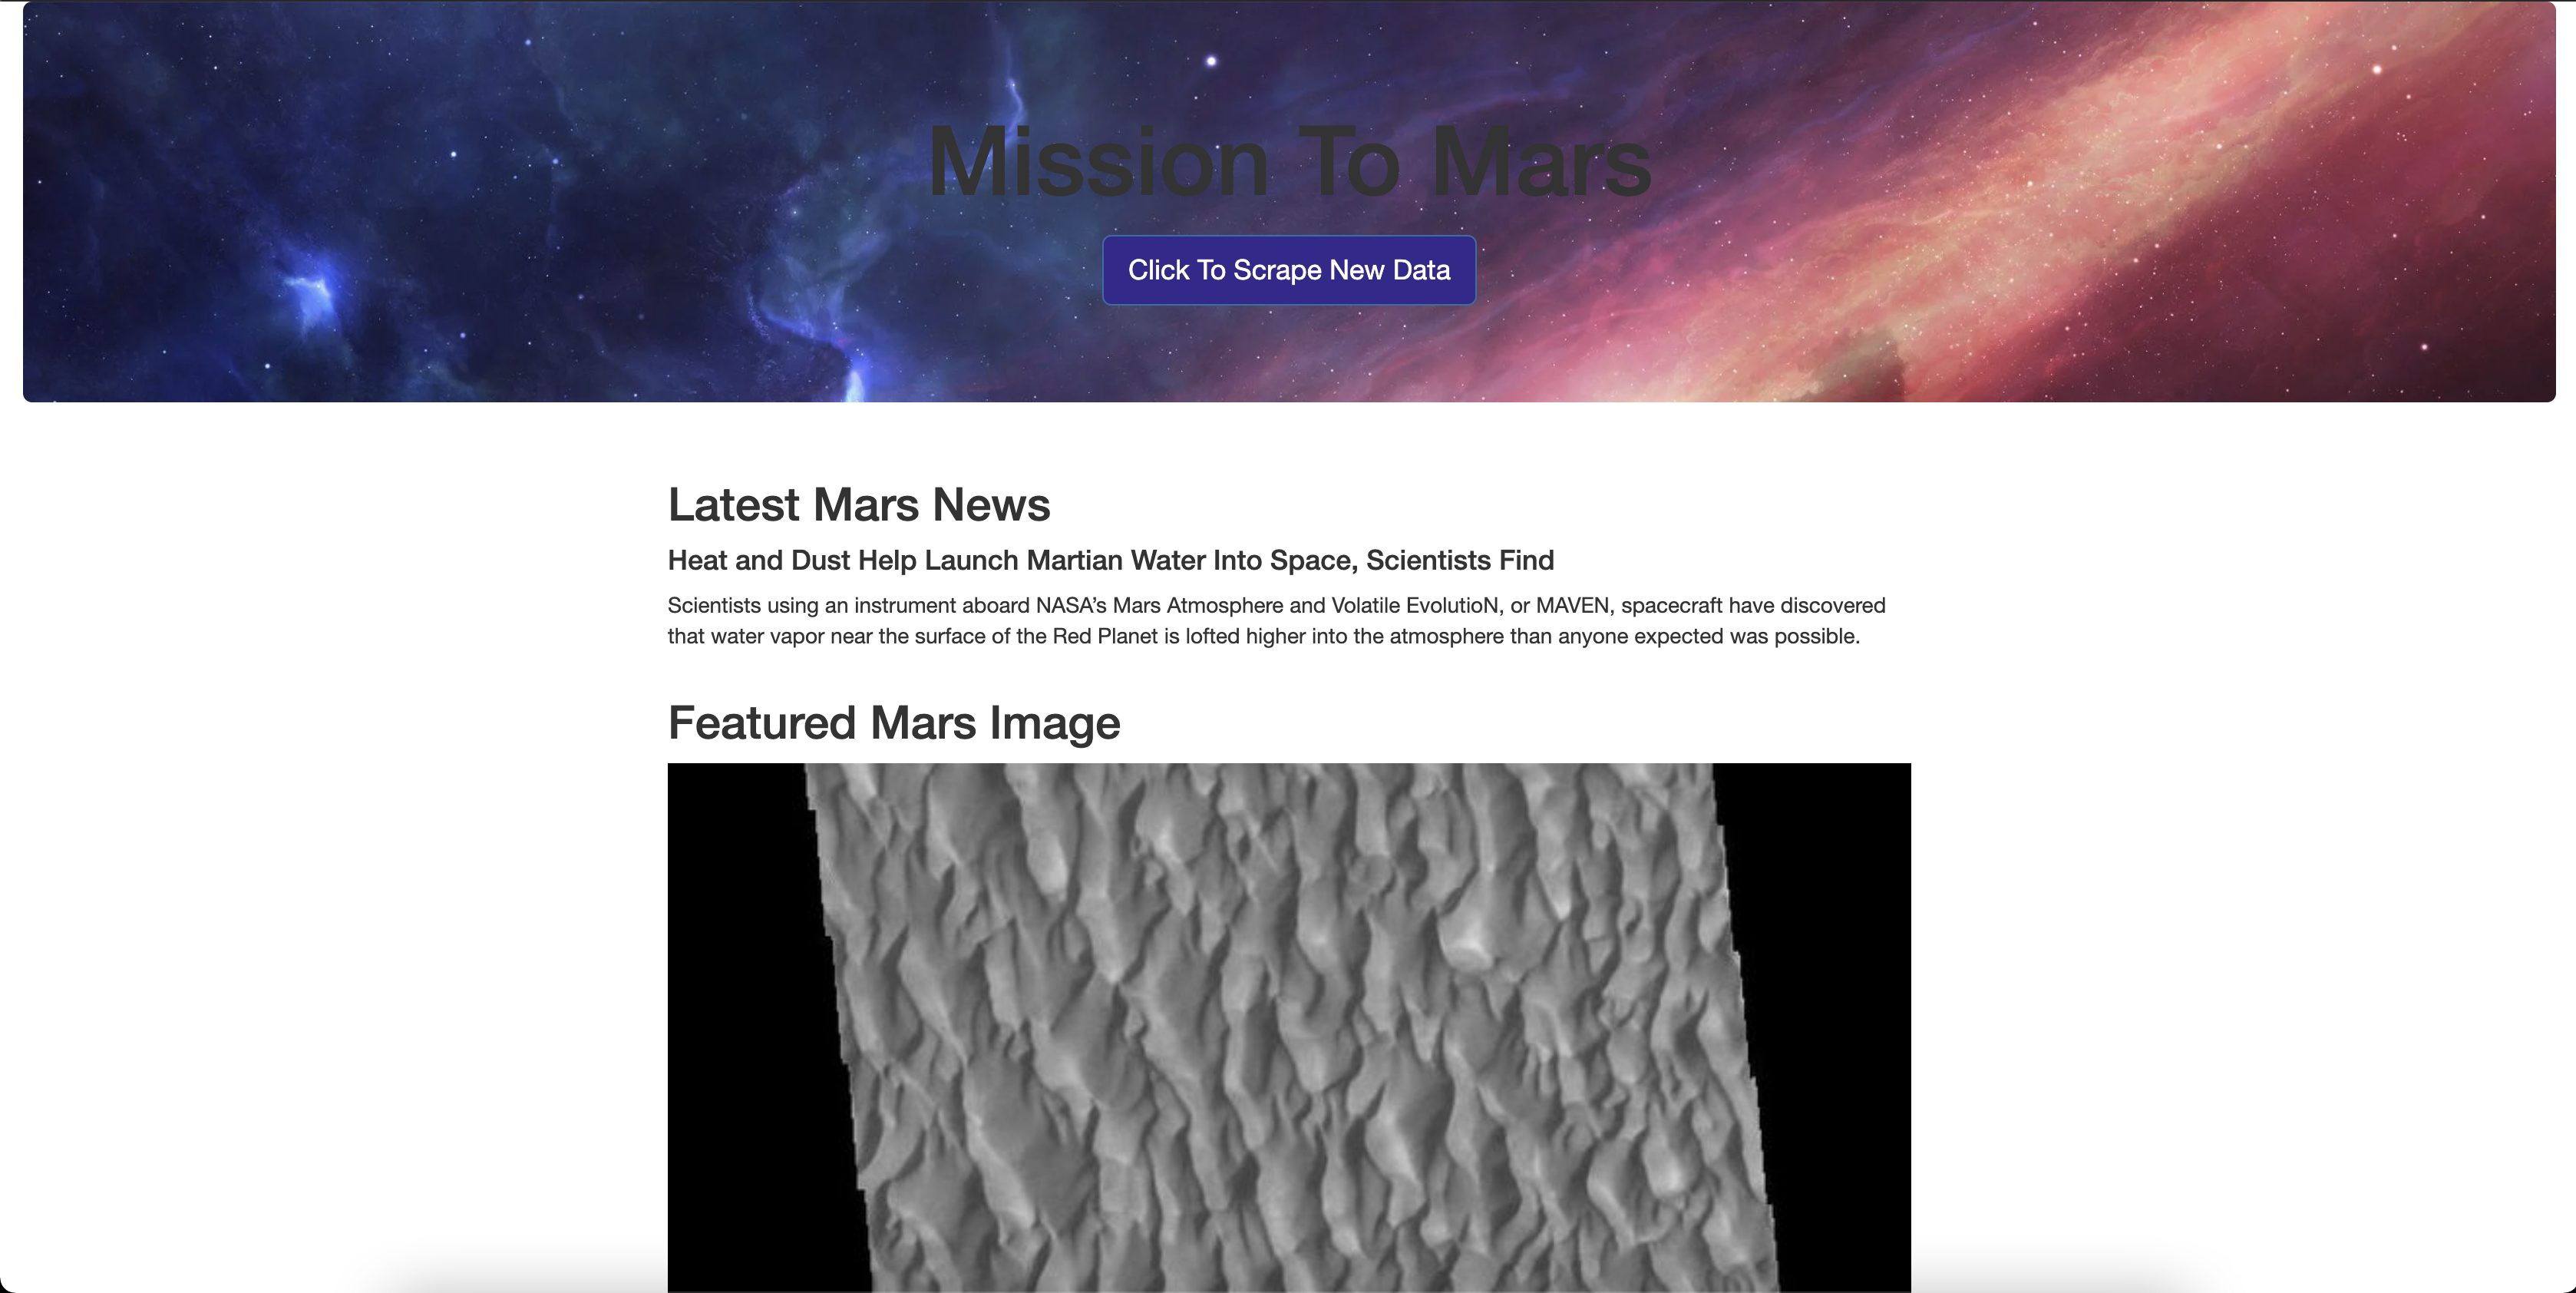 Mission To Mars
Click To Scrape New Data
Latest Mars News
Heat and Dust Help Launch Martian Water Into Space, Scientists Find
Scientists using an instrument aboard NASA’s Mars Atmosphere and Volatile EvolutioN, or MAVEN, spacecraft have discovered
that water vapor near the surface of the Red Planet is lofted higher into the atmosphere than anyone expected was possible.
Featured Mars Image